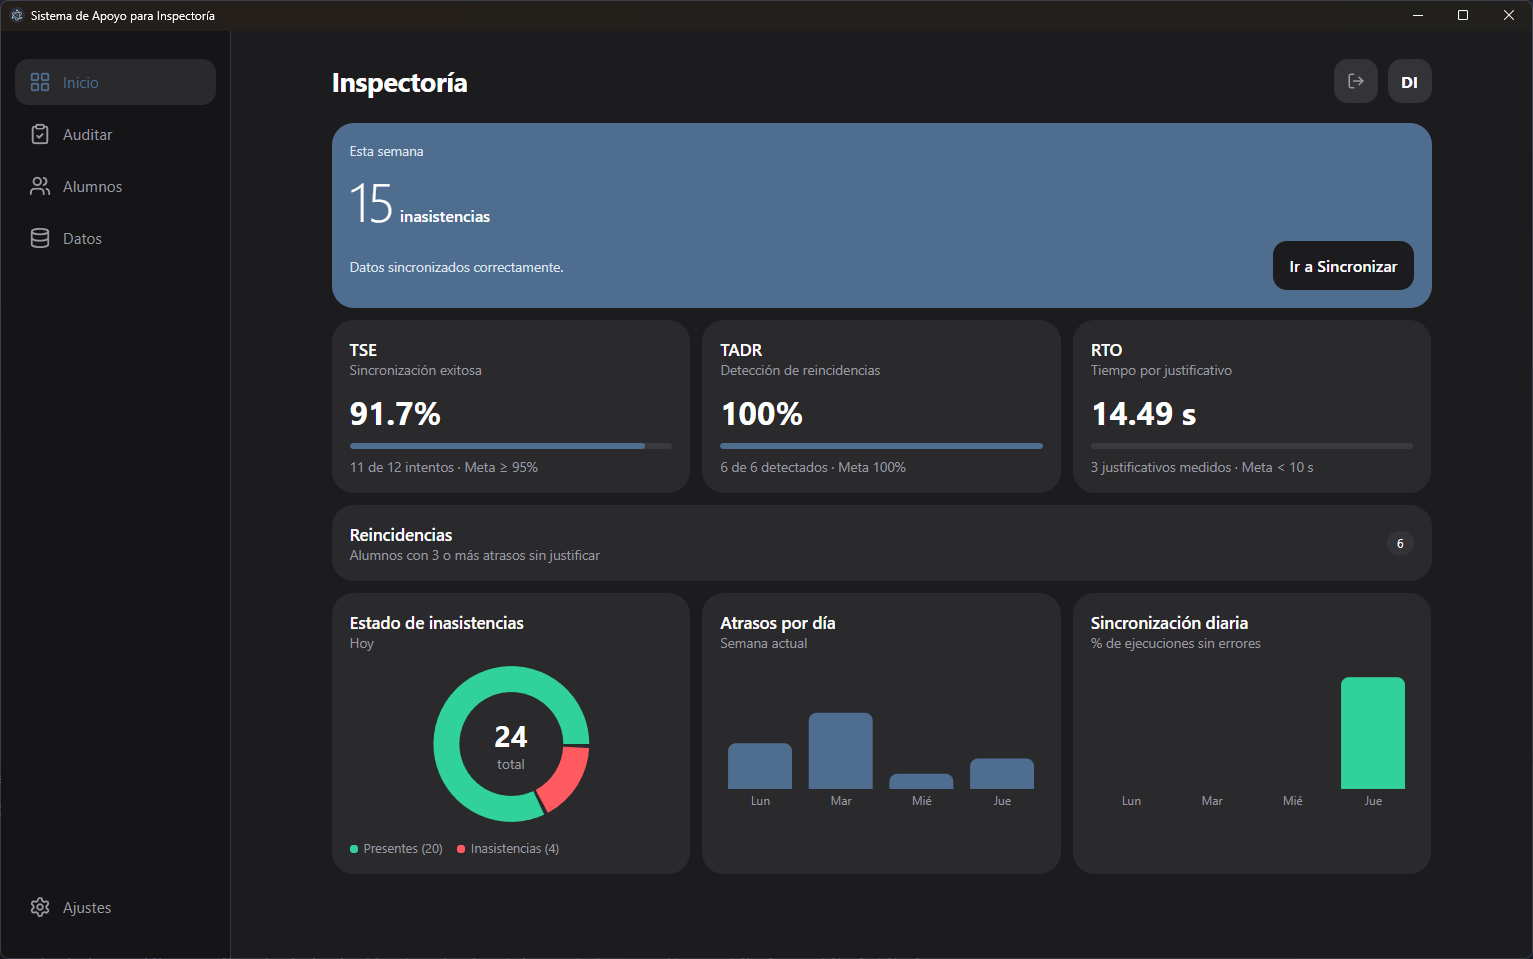 Sistema de Apoyo para Inspectoría
Inicio
Auditar
Alumnos
Datos
Ajustes
Inspectoría
DI
Esta semana
15 inasistencias
Datos sincronizados correctamente.
Ir a Sincronizar
TSE
Sincronización exitosa
91.7%
11 de 12 intentos · Meta ≥ 95%
TADR
Detección de reincidencias
100%
6 de 6 detectados · Meta 100%
RTO
Tiempo por justificativo
14.49 s
3 justificativos medidos · Meta < 10 s
Reincidencias
Alumnos con 3 o más atrasos sin justificar
6
Estado de inasistencias
Hoy
24
total
Presentes (20) Inasistencias (4)
Atrasos por día
Semana actual
Lun Mar Mié Jue
Sincronización diaria
% de ejecuciones sin errores
Lun Mar Mié Jue